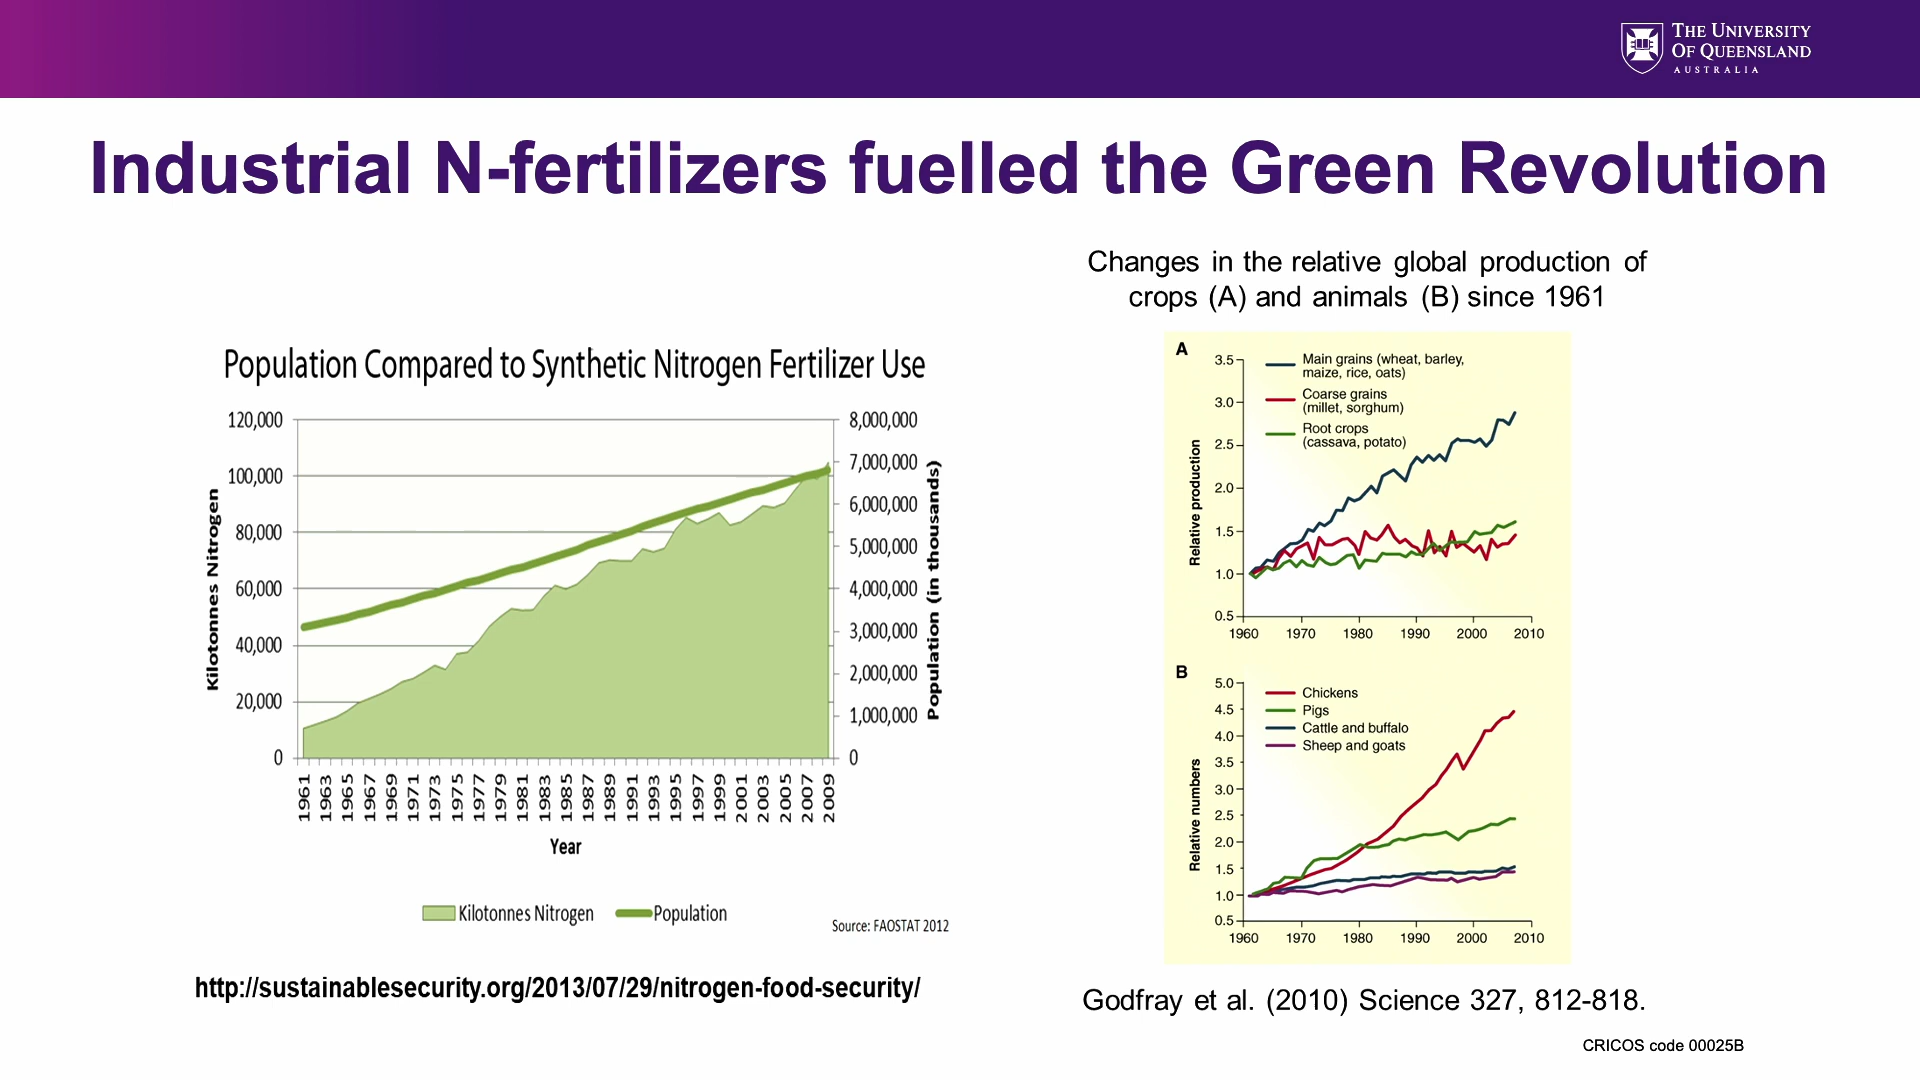 THE UNIVERSITY
OF QUEENSLAND
AUSTRALIA
Industrial N-fertilizers fuelled the Green Revolution
Population Compared to Synthetic Nitrogen Fertilizer Use
120,000
100,000
80,000
60,000
40,000
20,000
0
Kilotonnes Nitrogen
8,000,000
7,000,000
6,000,000
5,000,000
4,000,000
3,000,000
2,000,000
1,000,000
0
Population (in thousands)
1961
1963
1965
1967
1969
1971
1973
1975
1977
1979
1981
1983
1985
1987
1989
1991
1993
1995
1997
1999
2001
2003
2005
2007
2009
Year
Kilotonnes Nitrogen
Population
Source: FAOSTAT 2012
http://sustainablesecurity.org/2013/07/29/nitrogen-food-security/
Changes in the relative global production of
crops (A) and animals (B) since 1961
A
Main grains (wheat, barley,
maize, rice, oats)
Coarse grains
(millet, sorghum)
Root crops
(cassava, potato)
3.5
3.0
2.5
2.0
1.5
1.0
0.5
Relative production
1960 1970 1980 1990 2000 2010
B
Chickens
Pigs
Cattle and buffalo
Sheep and goats
5.0
4.5
4.0
3.5
3.0
2.5
2.0
1.5
1.0
0.5
Relative numbers
1960 1970 1980 1990 2000 2010
Godfray et al. (2010) Science 327, 812-818.
CRICOS code 00025B